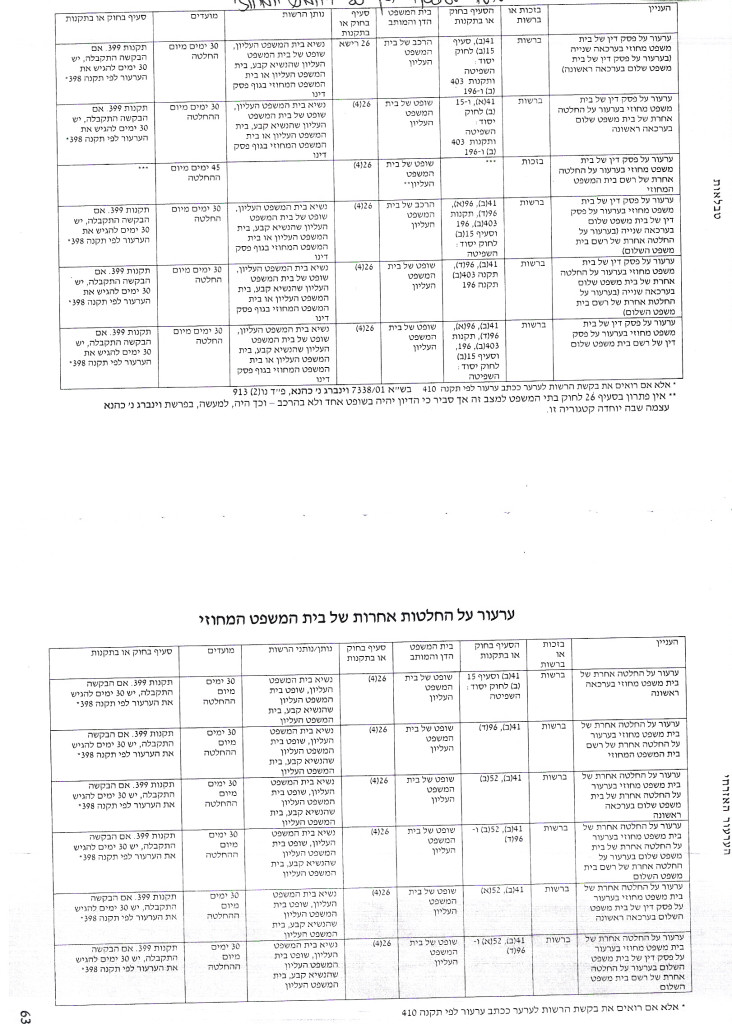 העניין
בזכות או
ברשות
הסעיף בחוק
או בתקנות
בית המשפט
הדן והמותב
סעיף
בחוק או
בתקנות
נותן הרשות
מועדים
סעיף בחוק או בתקנות
ערעור על פסק דין של בית
משפט מחוזי בערכאה שנייה
(בערעור על פסק דין של בית
משפט שלום בערכאה ראשונה)
ברשות
41(ב), סעיף
15(ב) לחוק
יסוד:
השפיטה
ותקנות 403
(ב) ו-196
הרכב של בית
המשפט
העליון
26 רישא
נשיא בית המשפט העליון,
שופט של בית המשפט
העליון שהנשיא קבע, בית
המשפט העליון או בית
המשפט המחוזי בגוף פסק
דינו
30 ימים מיום
החלטה
תקנות 399. אם
הבקשה התקבלה, יש
30 ימים להגיש את
הערעור לפי תקנה 398*
ערעור על פסק דין של בית
משפט מחוזי בערעור על החלטה
אחרת של בית משפט שלום
בערכאה ראשונה
ברשות
41(א), ו-15
(ב) לחוק
יסוד:
השפיטה
ותקנות 403
(ב) ו-196
שופט של בית
המשפט
העליון
26(4)
נשיא בית המשפט העליון,
שופט של בית המשפט
העליון שהנשיא קבע, בית
המשפט העליון או בית
המשפט המחוזי בגוף פסק
דינו
30 ימים מיום
ההחלטה
תקנות 399. אם
הבקשה התקבלה, יש
30 ימים להגיש את
הערעור לפי תקנה 398*
ערעור על פסק דין של בית
משפט מחוזי בערעור על החלטה
אחרת של רשם בית המשפט
המחוזי
בזכות
***
שופט של בית
המשפט
העליון**
26(4)
45 ימים מיום
ההחלטה
***
ערעור על פסק דין של בית
משפט מחוזי בערעור על פסק
דין של בית משפט שלום
בערכאה שנייה (בערעור על
החלטה אחרת של רשם בית
המשפט השלום)
ברשות
41(ב), 96(א),
96(ד), תקנות
403(ב), 196
וסעיף 15(ב)
לחוק יסוד:
השפיטה
הרכב של בית
המשפט
העליון
26(4)
נשיא בית המשפט העליון,
שופט של בית המשפט
העליון שהנשיא קבע, בית
המשפט העליון או בית
המשפט המחוזי בגוף פסק
דינו
30 ימים מיום
החלטה
תקנות 399. אם
הבקשה התקבלה, יש
30 ימים להגיש את
הערעור לפי תקנה 398*
ערעור על פסק דין של בית
משפט מחוזי בערעור על החלטה
אחרת של בית משפט שלום
בערכאה שנייה (בערעור על
החלטת אחרת של רשם בית
משפט השלום)
ברשות
41(ב), 96(ד),
תקנה 403(ב)
תקנה 196
שופט של בית
המשפט
העליון
26(4)
נשיא בית המשפט העליון,
שופט של בית המשפט
העליון שהנשיא קבע, בית
המשפט העליון או בית
המשפט המחוזי בגוף פסק
דינו
30 ימים מיום
החלטה
תקנות 399. אם
הבקשה התקבלה, יש
30 ימים להגיש את
הערעור לפי תקנה 398*
ערעור על פסק דין של בית
משפט מחוזי בערעור על פסק
דין של רשם בית משפט שלום
ברשות
41(ב), 96(א),
96(ד), תקנות
403(ב), 196,
וסעיף 15(ב)
לחוק יסוד:
השפיטה
שופט של בית
המשפט
העליון
26(4)
נשיא בית המשפט העליון,
שופט של בית המשפט
העליון שהנשיא קבע, בית
המשפט העליון או בית
המשפט המחוזי בגוף פסק
דינו
30 ימים מיום
החלטה
תקנות 399. אם
הבקשה התקבלה, יש
30 ימים להגיש את
הערעור לפי תקנה 398*
* אלא אם רואים את בקשת הרשות לערער ככתב ערעור לפי תקנה 410 בש״א 7338/01 וינברג נ׳ כהנא, פ״ד נו(2) 913
** אין פתרון בסעיף 26 לחוק בתי המשפט למצב זה אך סביר כי הדיון יהיה בשופט אחד ולא בהרכב – וכך היה, למעשה, בפרשת וינברג נ׳ כהנא
עצמה שבה יוחדה קטגוריה זו.
טבלאות
ערעור על החלטות אחרות של בית המשפט המחוזי
העניין
בזכות
או
ברשות
הסעיף בחוק
או בתקנות
בית המשפט
הדן והמותב
סעיף בחוק
או בתקנות
נותן/נותני הרשות
מועדים
סעיף בחוק או בתקנות
ערעור על החלטה אחרת של
בית משפט מחוזי בערכאה
ראשונה
ברשות
41(ב) וסעיף 15
(ב) לחוק יסוד:
השפיטה
שופט של בית
המשפט
העליון
26(4)
נשיא בית המשפט
העליון, שופט בית
המשפט העליון
שהנשיא קבע, בית
המשפט העליון
30 ימים
מיום
ההחלטה
תקנות 399. אם הבקשה
התקבלה, יש 30 ימים להגיש
את הערעור לפי תקנה 398*
ערעור על החלטה אחרת של
בית משפט מחוזי בערעור
על החלטה אחרת של רשם
בית המשפט המחוזי
ברשות
41(ב), 96(ד)
שופט של בית
המשפט
העליון
26(4)
נשיא בית המשפט
העליון, שופט בית
המשפט העליון
שהנשיא קבע, בית
המשפט העליון
30 ימים
מיום
ההחלטה
תקנות 399. אם הבקשה
התקבלה, יש 30 ימים להגיש
את הערעור לפי תקנה 398*
ערעור על החלטה אחרת של
בית משפט מחוזי בערעור
על החלטה אחרת של בית
משפט שלום בערכאה
ראשונה
ברשות
41(ב), 52(ב)
שופט של בית
המשפט
העליון
26(4)
נשיא בית המשפט
העליון, שופט בית
המשפט העליון
שהנשיא קבע, בית
המשפט העליון
30 ימים
מיום
ההחלטה
תקנות 399. אם הבקשה
התקבלה, יש 30 ימים להגיש
את הערעור לפי תקנה 398*
ערעור על החלטה אחרת של
בית משפט מחוזי בערעור
על החלטה אחרת של בית
משפט שלום בערעור על
החלטה אחרת של רשם בית
משפט השלום
ברשות
41(ב), 52(ב) ו-
96(ד)
שופט של בית
המשפט
העליון
26(4)
נשיא בית המשפט
העליון, שופט בית
המשפט העליון
שהנשיא קבע, בית
המשפט העליון
30 ימים
מיום
ההחלטה
תקנות 399. אם הבקשה
התקבלה, יש 30 ימים להגיש
את הערעור לפי תקנה 398*
ערעור על החלטה אחרת של
בית משפט מחוזי בערעור
על פסק דין של בית משפט
השלום בערכאה ראשונה
ברשות
41(ב), 52(א)
שופט של בית
המשפט
העליון
26(4)
נשיא בית המשפט
העליון, שופט בית
המשפט העליון
שהנשיא קבע, בית
המשפט העליון
30 ימים
מיום
ההחלטה
תקנות 399. אם הבקשה
התקבלה, יש 30 ימים להגיש
את הערעור לפי תקנה 398*
ערעור על החלטה אחרת של
בית משפט מחוזי בערעור
על פסק דין של בית משפט
השלום בערעור על החלטה
אחרת של רשם בית משפט
השלום
ברשות
41(ב), 52(א) ו-
96(ד)
שופט של בית
המשפט
העליון
26(4)
נשיא בית המשפט
העליון, שופט בית
המשפט העליון
שהנשיא קבע, בית
המשפט העליון
30 ימים
מיום
ההחלטה
תקנות 399. אם הבקשה
התקבלה, יש 30 ימים להגיש
את הערעור לפי תקנה 398*
* אלא אם רואים את בקשת הרשות לערער ככתב ערעור לפי תקנה 410
הערעור האזרחי
63